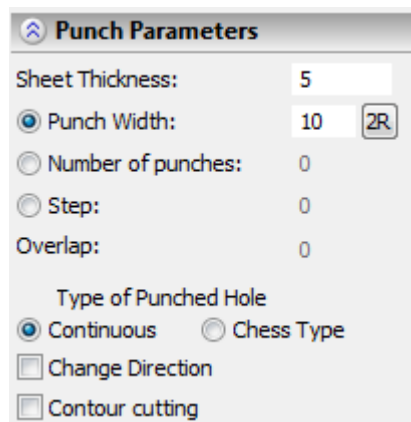 Punch Parameters
Sheet Thickness: 5
Punch Width: 10 2R
Number of punches: 0
Step: 0
Overlap: 0
Type of Punched Hole
Continuous Chess Type
Change Direction
Contour cutting